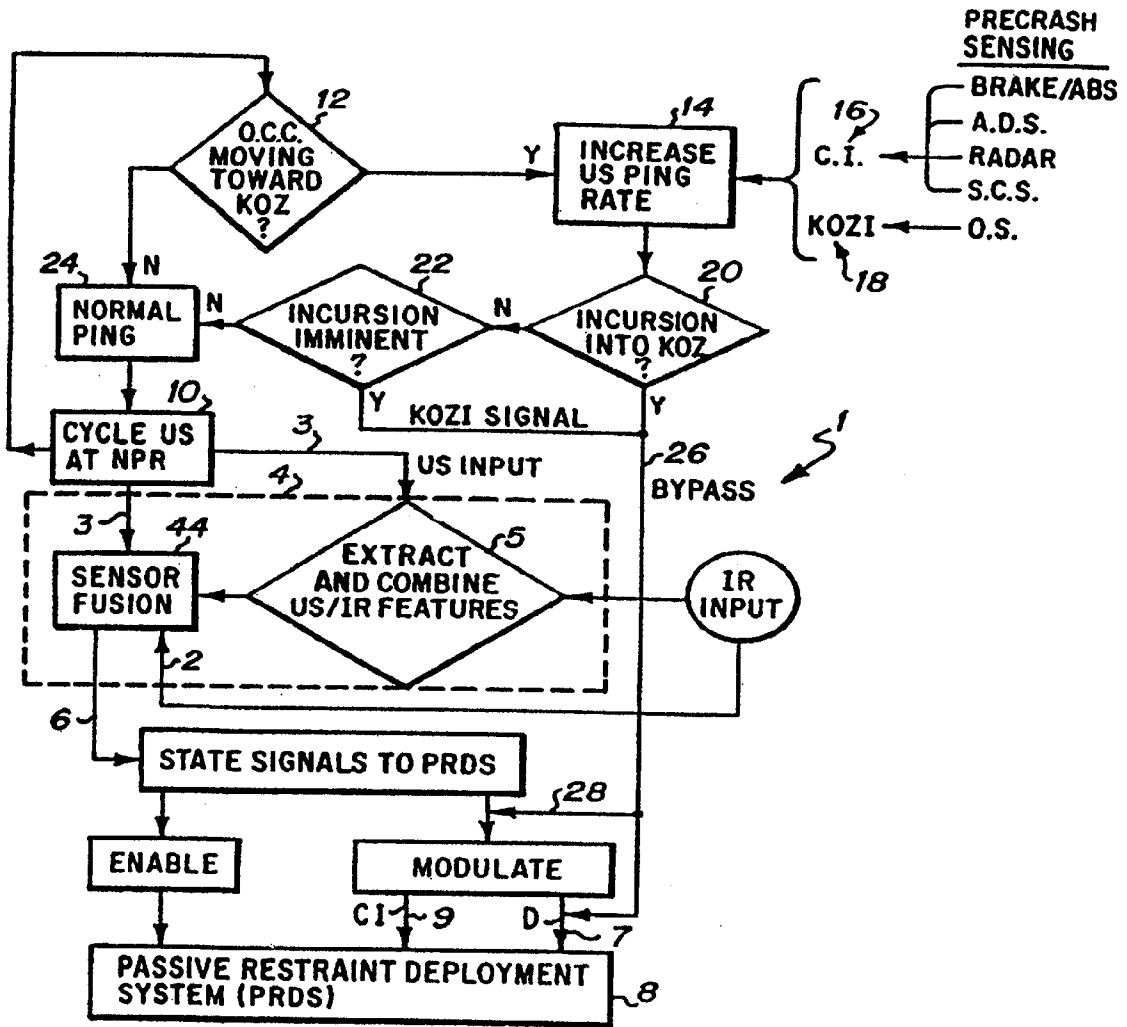 PRECRASH
SENSING
BRAKE/ABS
A.D.S.
RADAR
S.C.S.
O.S.
16
C.I.
KOZI
18
12
O.C.C.
MOVING
TOWARD
KOZ
?
Y
N
14
INCREASE
US PING
RATE
24
NORMAL
PING
N
22
INCURSION
IMMINENT
?
Y
N
20
INCURSION
INTO KOZ
?
Y
KOZI SIGNAL
10
CYCLE US
AT NPR
3
US INPUT
26
BYPASS
1
4
3
44
SENSOR
FUSION
5
EXTRACT
AND COMBINE
US/IR FEATURES
IR
INPUT
2
6
STATE SIGNALS TO PRDS
28
ENABLE
MODULATE
CI
9
D
7
PASSIVE RESTRAINT DEPLOYMENT
SYSTEM (PRDS)
8